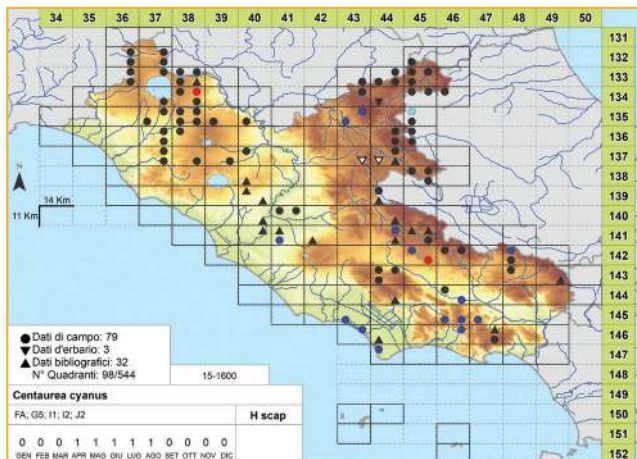 34 35 36 37 38 39 40 41 42 43 44 45 46 47 48 49 50
131
132
133
134
135
136
137
138
139
140
141
142
143
144
145
146
147
148
150
151
152
N
14 Km
11 Km
Dati di campo: 79
Dati d'erbario: 3
Dati bibliografici: 32
N° Quadranti: 98/544
15-1600
Centaurea cyanus
FA; G5; I1; I2; J2
H scap
0 0 0 1 1 1 1 1 0 0 0 0
GEN FEB MAR APR MAG GIU LUG AGO SET OTT NOV DIC